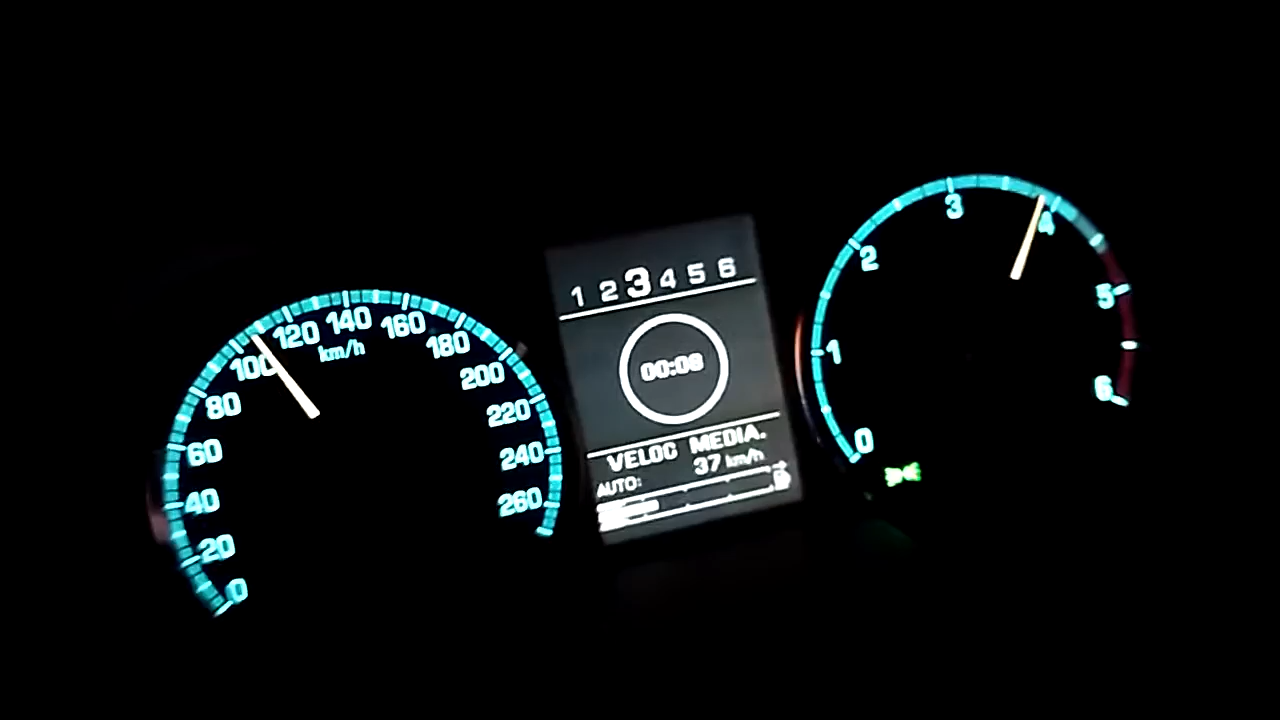 0 20 40 60 80 100 120 140 160 180 200 220 240 260
km/h
1 2 3 4 5 6
00:08
VELOC MEDIA.
37 km/h
AUTO:
0 1 2 3 4 5 6